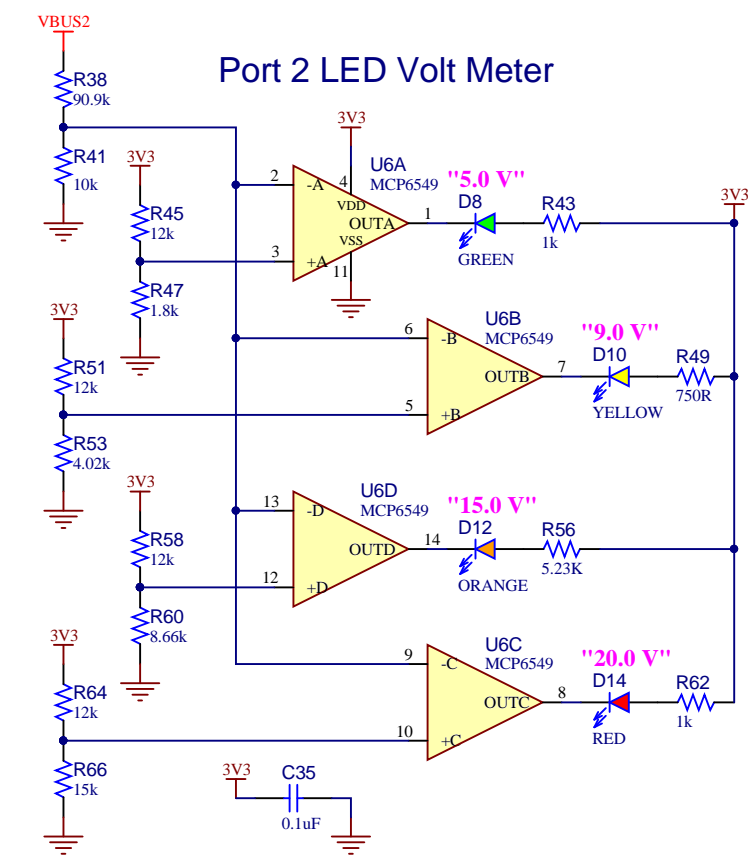 VBUS2
Port 2 LED Volt Meter
R38
90.9k
R41
10k
3V3
R45
12k
R47
1.8k
3V3
U6A
MCP6549
2
-A
4
VDD
OUTA
VSS
3
+A
11
1
"5.0 V"
D8
GREEN
R43
1k
3V3
3V3
R51
12k
R53
4.02k
U6B
MCP6549
6
-B
OUTB
5
+B
7
"9.0 V"
D10
YELLOW
R49
750R
3V3
R58
12k
R60
8.66k
U6D
MCP6549
13
-D
OUTD
12
+D
14
"15.0 V"
D12
ORANGE
R56
5.23K
3V3
R64
12k
R66
15k
U6C
MCP6549
9
-C
OUTC
10
+C
8
"20.0 V"
D14
RED
R62
1k
3V3
C35
0.1uF